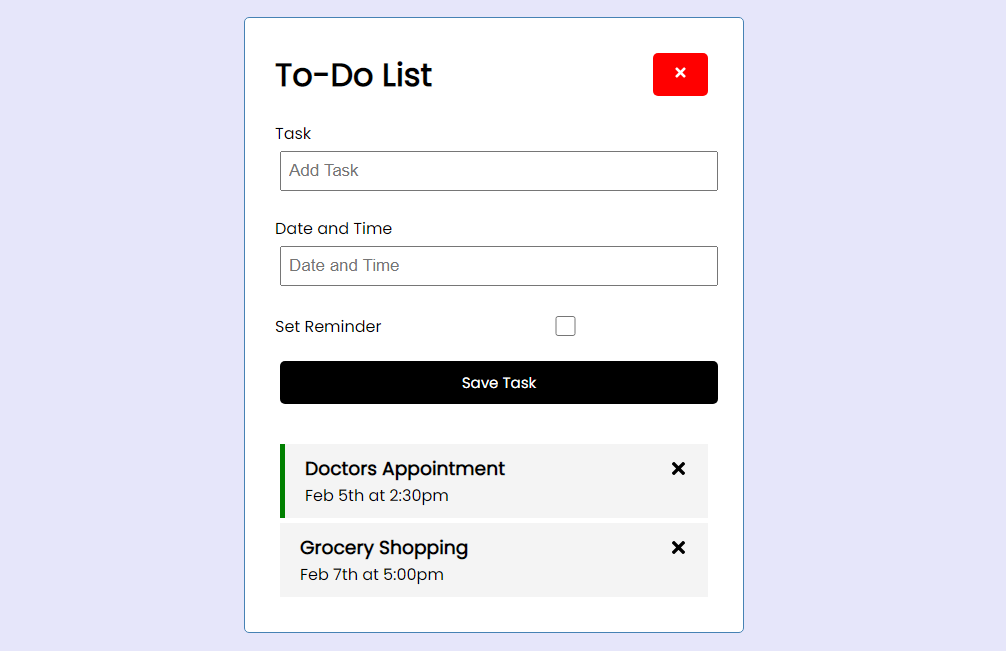 To-Do List
Task
Add Task
Date and Time
Date and Time
Set Reminder
Save Task
Doctors Appointment
Feb 5th at 2:30pm
Grocery Shopping
Feb 7th at 5:00pm